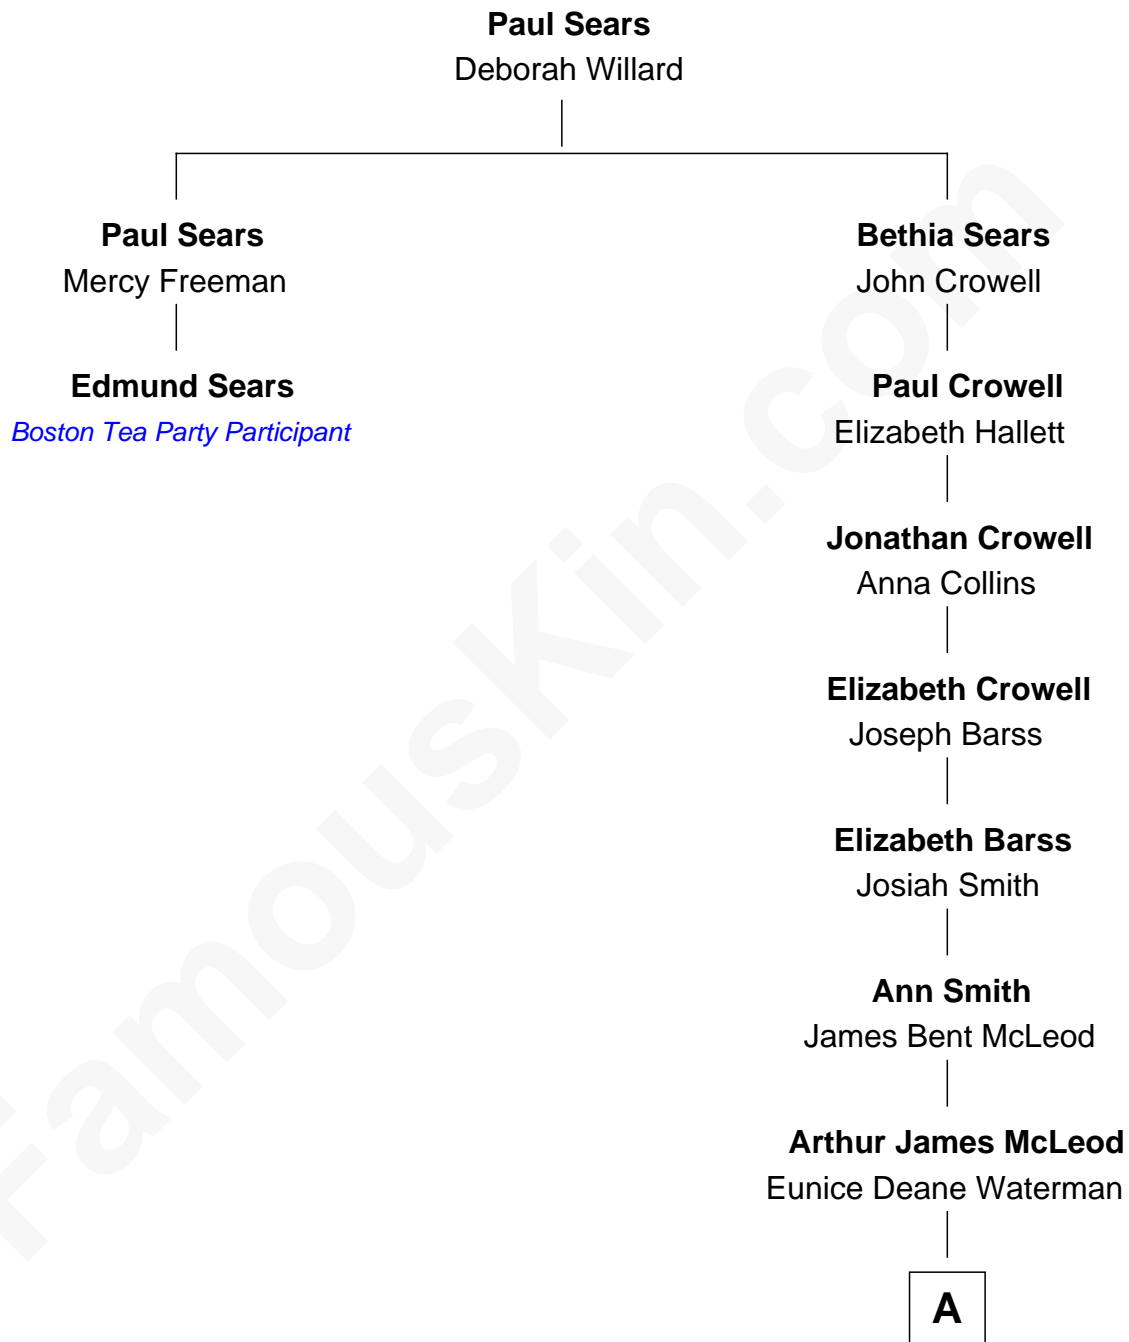 Paul Sears
Deborah Willard
Paul Sears
Mercy Freeman
Bethia Sears
John Crowell
Edmund Sears
Boston Tea Party Participant
Paul Crowell
Elizabeth Hallett
Jonathan Crowell
Anna Collins
Elizabeth Crowell
Joseph Barss
Elizabeth Barss
Josiah Smith
Ann Smith
James Bent McLeod
Arthur James McLeod
Eunice Deane Waterman
A
FamousKin.com